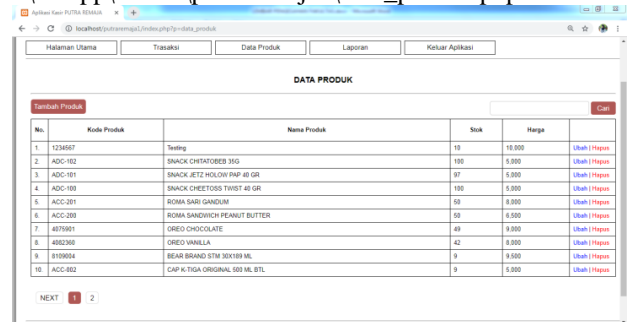 Aplikasi Kasir PUTRA REMAJA
localhost/putraremaja1/index.php?p=data_produk
Halaman Utama Trasaksi Data Produk Laporan Keluar Aplikasi
DATA PRODUK
Tambah Produk Cari
No. Kode Produk Nama Produk Stok Harga
1. 1234567 Testing 10 10,000 Ubah | Hapus
2. ADC-102 SNACK CHITATOBEB 35G 100 5,000 Ubah | Hapus
3. ADC-101 SNACK JETZ HOLOW PAP 40 GR 97 5,000 Ubah | Hapus
4. ADC-100 SNACK CHEETOSS TWIST 40 GR 100 5,000 Ubah | Hapus
5. ACC-201 ROMA SARI GANDUM 50 8,000 Ubah | Hapus
6. ACC-200 ROMA SANDWICH PEANUT BUTTER 50 6,500 Ubah | Hapus
7. 4075901 OREO CHOCOLATE 49 9,000 Ubah | Hapus
8. 4082368 OREO VANILLA 42 8,000 Ubah | Hapus
9. 8109004 BEAR BRAND STM 30X189 ML 9 9,500 Ubah | Hapus
10. ACC-002 CAP K-TIGA ORIGINAL 500 ML BTL 9 5,000 Ubah | Hapus
NEXT 1 2